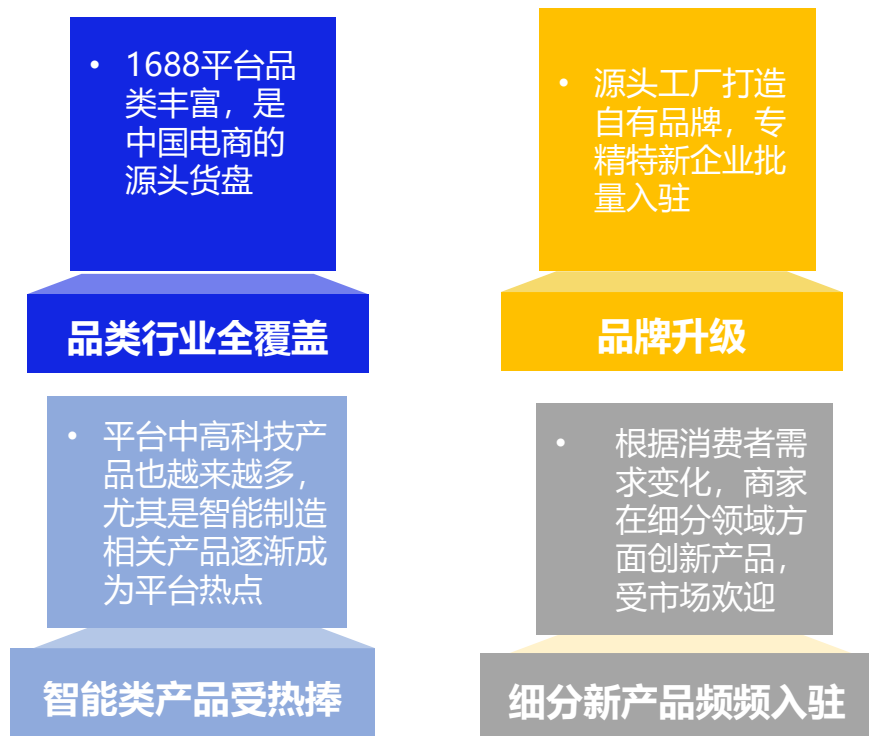 • 1688平台品
类丰富，是
中国电商的
源头货盘
品类行业全覆盖
• 源头工厂打造
自有品牌，专
精特新企业批
量入驻
品牌升级
• 平台中高科技产
品也越来越多，
尤其是智能制造
相关产品逐渐成
为平台热点
智能类产品受热捧
• 根据消费者需
求变化，商家
在细分领域方
面创新产品，
受市场欢迎
细分新产品频频入驻